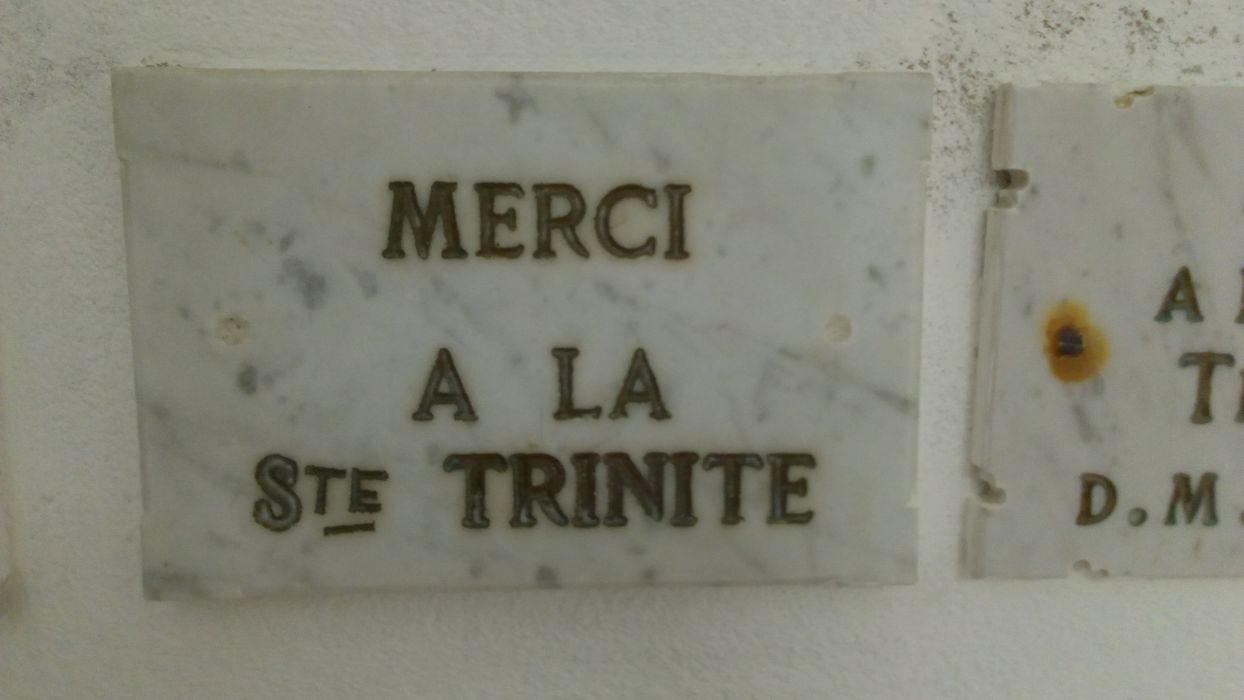 MERCI
A LA
STE TRINITE
A
D.M.